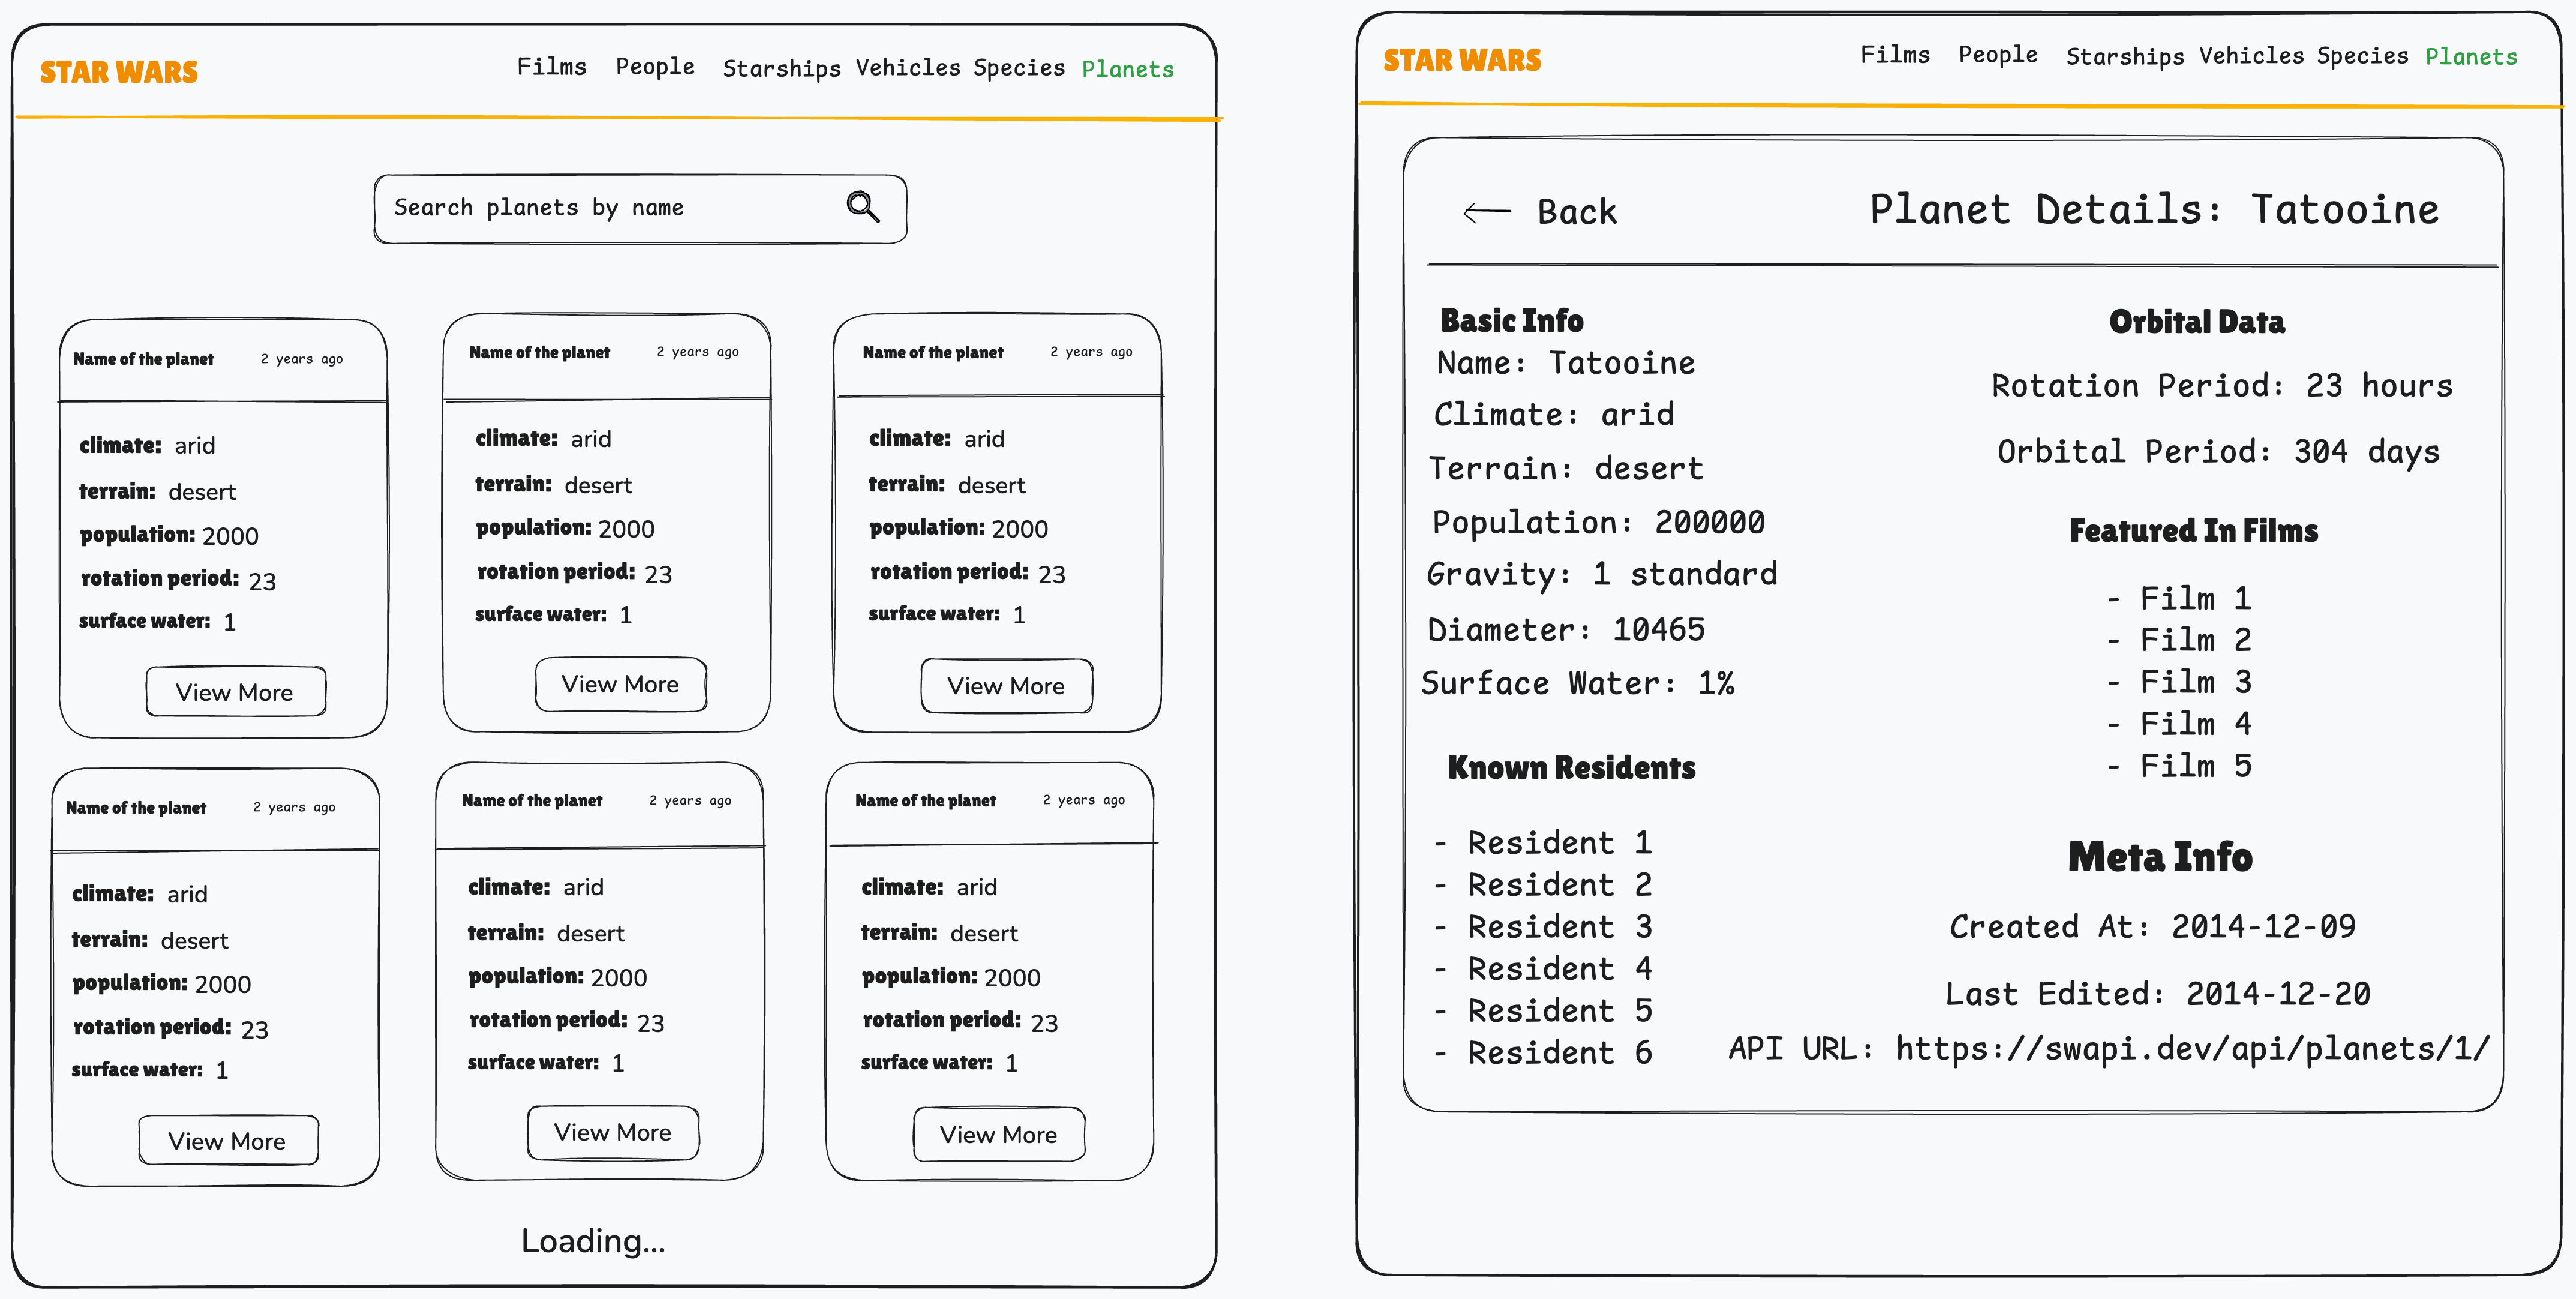 STAR WARS
Films People Starships Vehicles Species Planets
Search planets by name
Name of the planet 2 years ago
climate: arid
terrain: desert
population: 2000
rotation period: 23
surface water: 1
View More
Name of the planet 2 years ago
climate: arid
terrain: desert
population: 2000
rotation period: 23
surface water: 1
View More
Name of the planet 2 years ago
climate: arid
terrain: desert
population: 2000
rotation period: 23
surface water: 1
View More
Name of the planet 2 years ago
climate: arid
terrain: desert
population: 2000
rotation period: 23
surface water: 1
View More
Name of the planet 2 years ago
climate: arid
terrain: desert
population: 2000
rotation period: 23
surface water: 1
View More
Name of the planet 2 years ago
climate: arid
terrain: desert
population: 2000
rotation period: 23
surface water: 1
View More
Loading...
STAR WARS
Films People Starships Vehicles Species Planets
Back
Planet Details: Tatooine
Basic Info
Name: Tatooine
Climate: arid
Terrain: desert
Population: 200000
Gravity: 1 standard
Diameter: 10465
Surface Water: 1%
Known Residents
- Resident 1
- Resident 2
- Resident 3
- Resident 4
- Resident 5
- Resident 6
Orbital Data
Rotation Period: 23 hours
Orbital Period: 304 days
Featured In Films
- Film 1
- Film 2
- Film 3
- Film 4
- Film 5
Meta Info
Created At: 2014-12-09
Last Edited: 2014-12-20
API URL: https://swapi.dev/api/planets/1/